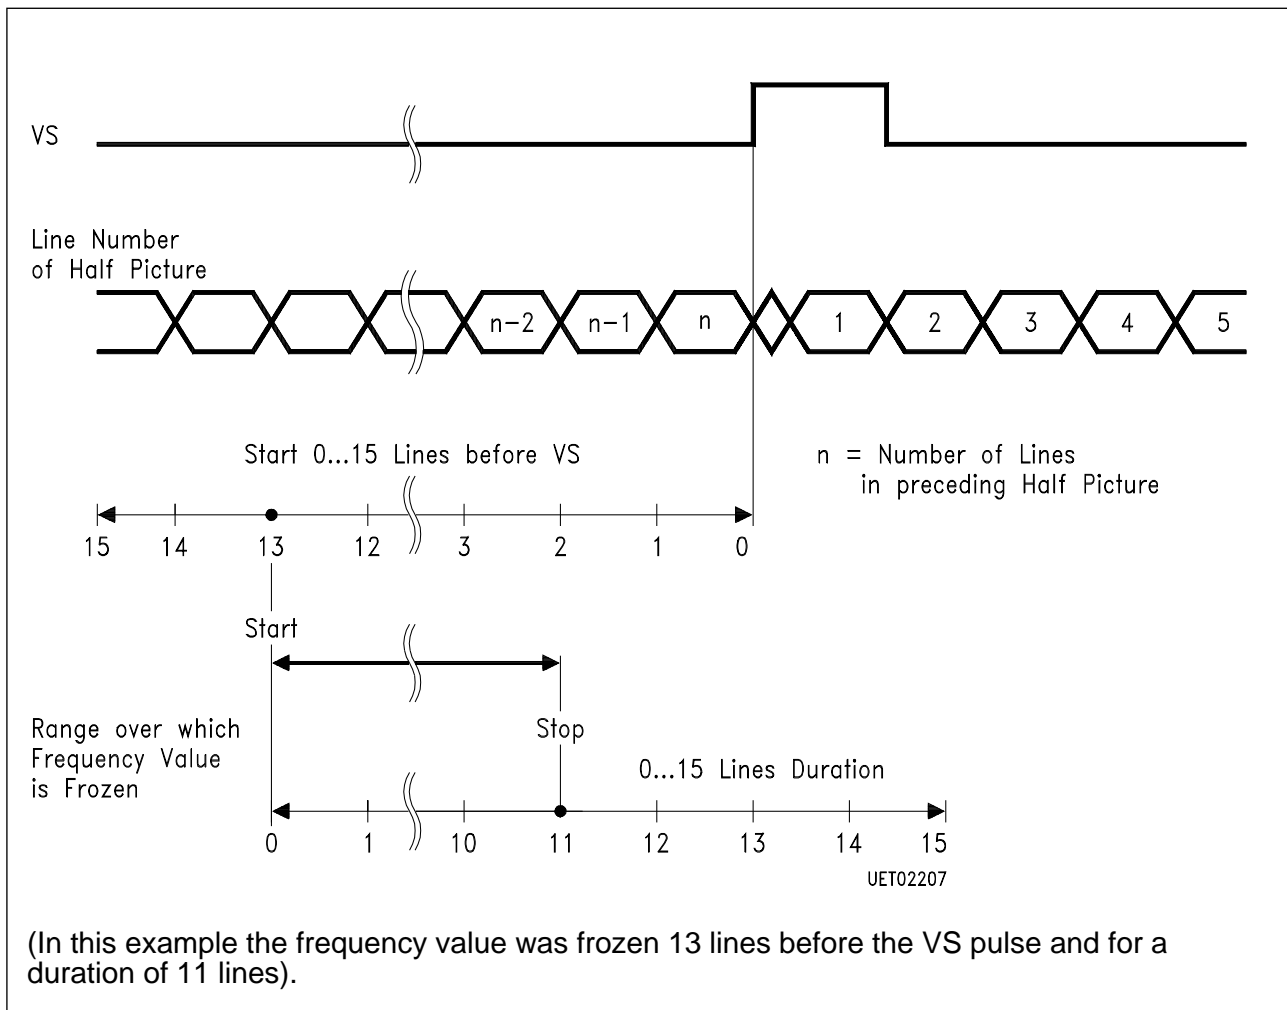 VS
Line Number
of Half Picture
n-2 n-1 n 1 2 3 4 5
Start 0...15 Lines before VS
n = Number of Lines
in preceding Half Picture
15 14 13 12 3 2 1 0
Start
Range over which
Frequency Value
is Frozen
Stop
0...15 Lines Duration
0 1 10 11 12 13 14 15
UET02207
(In this example the frequency value was frozen 13 lines before the VS pulse and for a
duration of 11 lines).